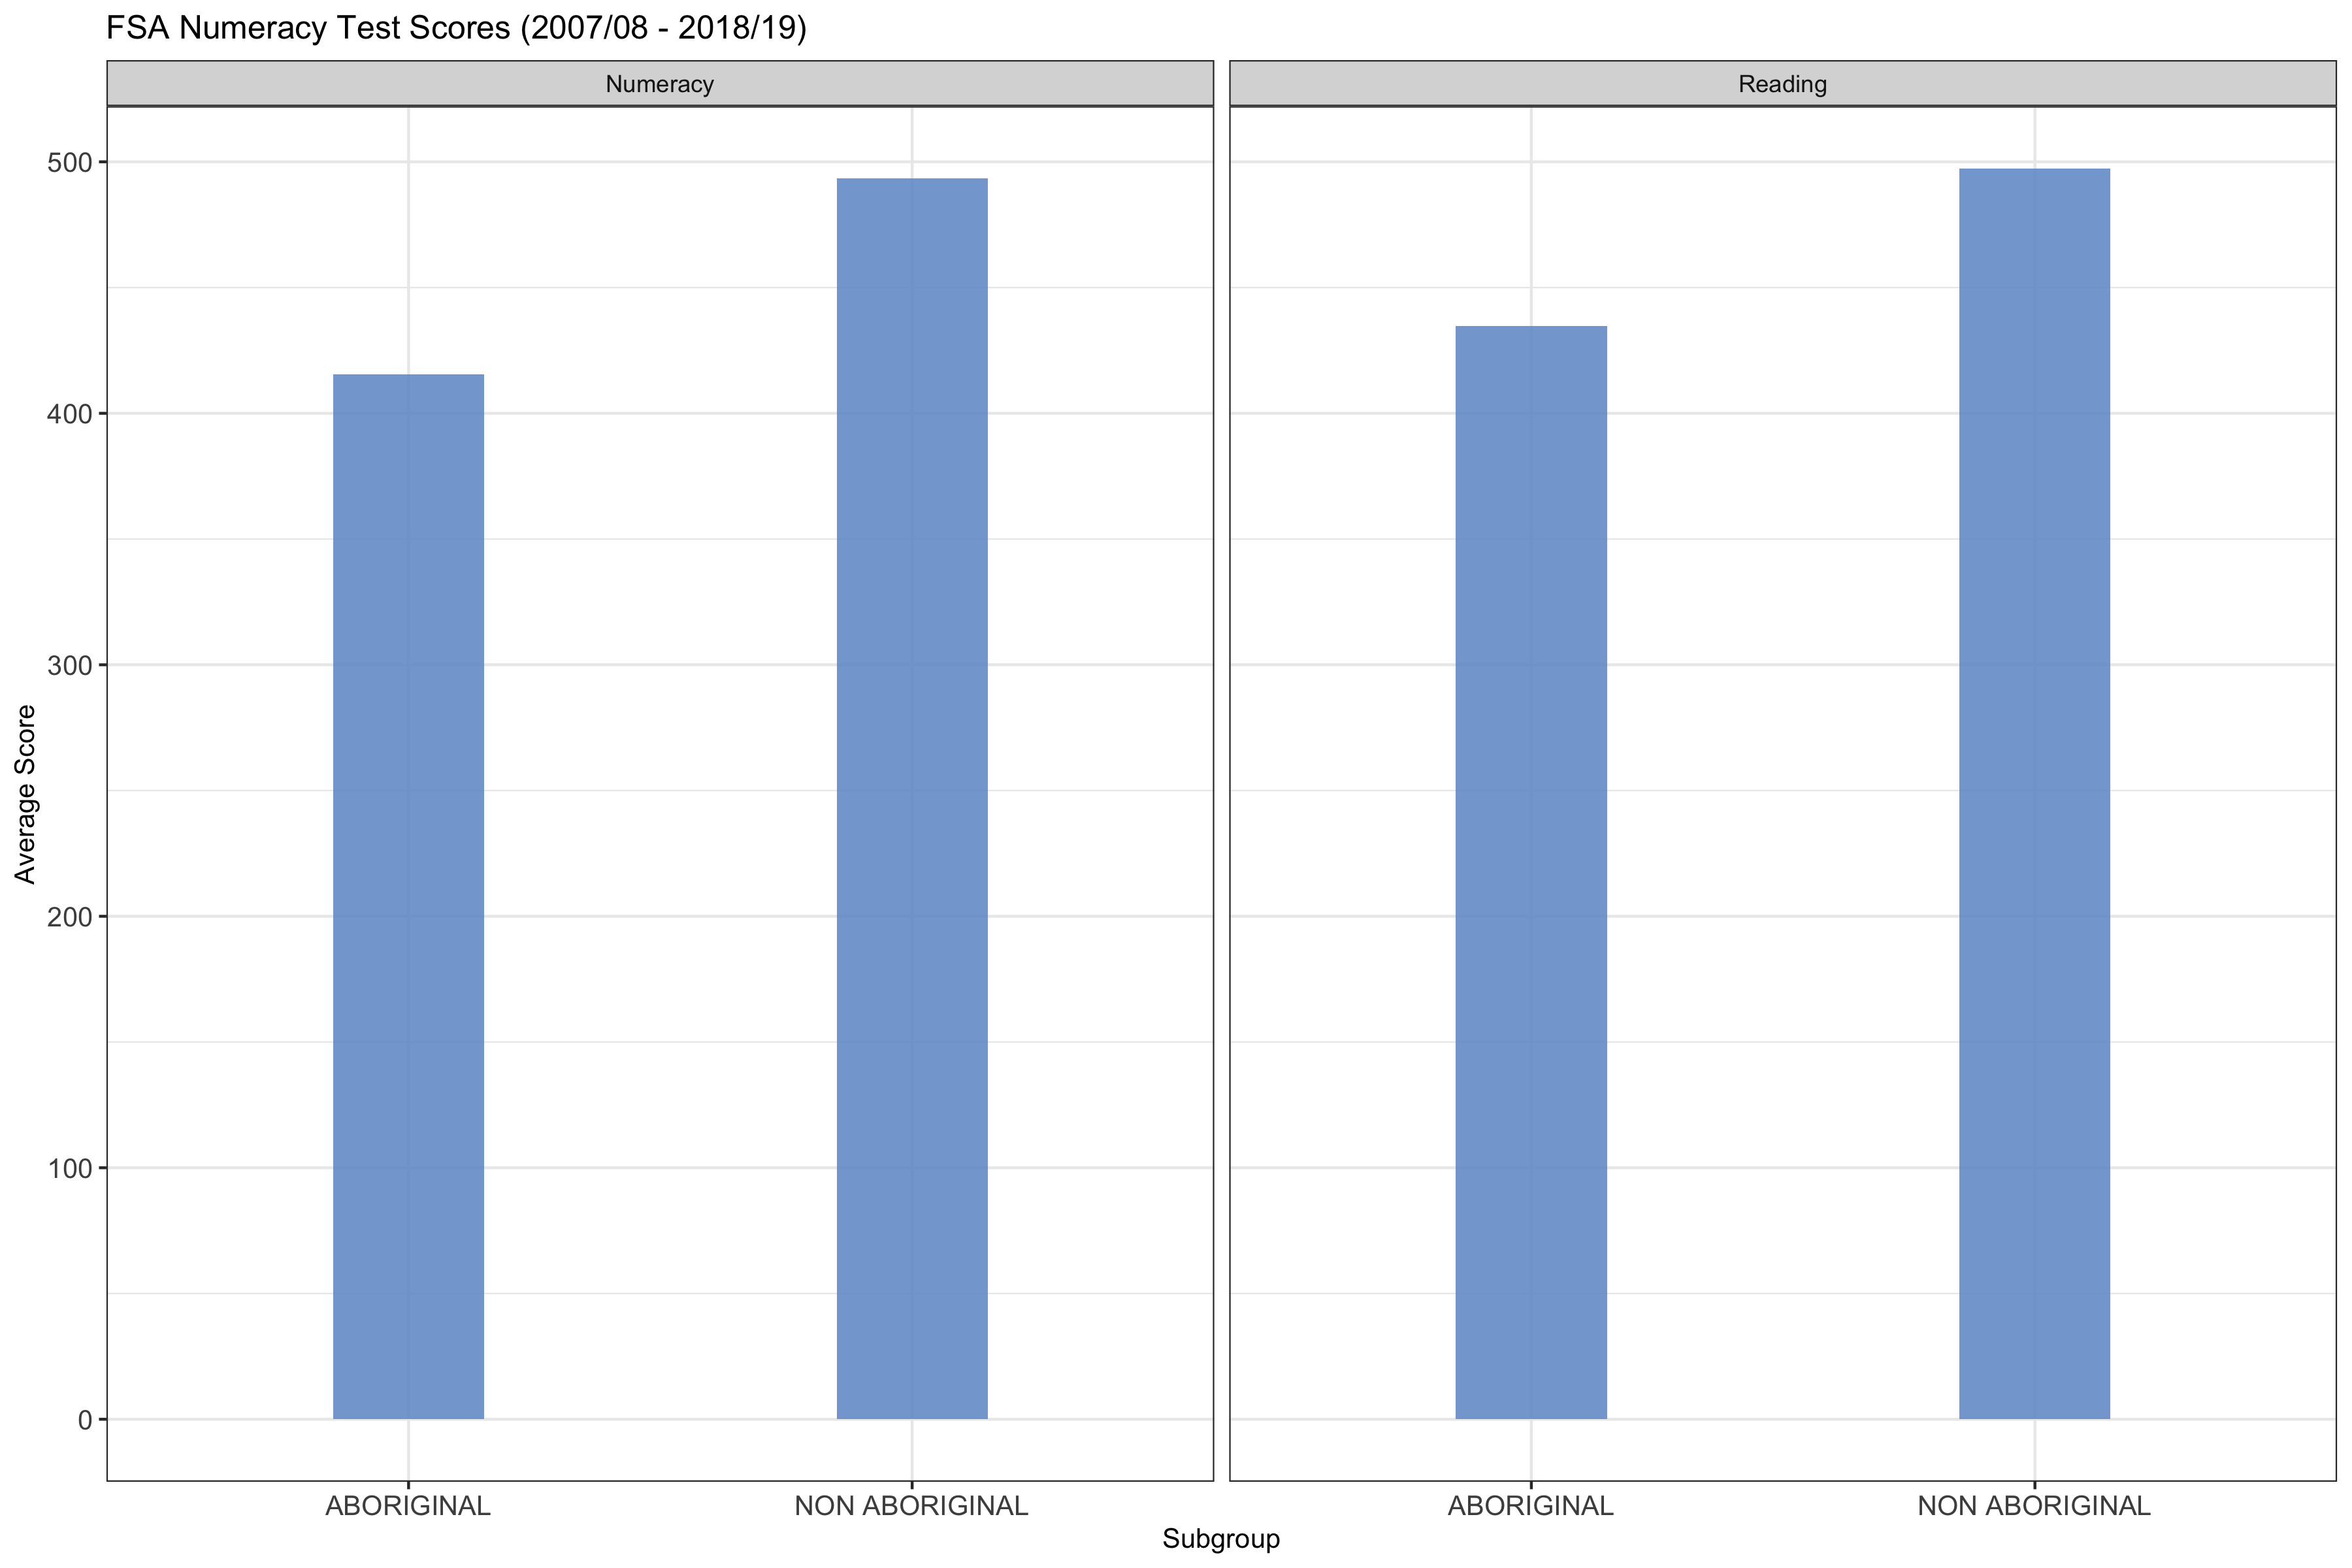 FSA Numeracy Test Scores (2007/08 - 2018/19)
Numeracy
Reading
Average Score
500
400
300
200
100
0
ABORIGINAL
NON ABORIGINAL
ABORIGINAL
NON ABORIGINAL
Subgroup